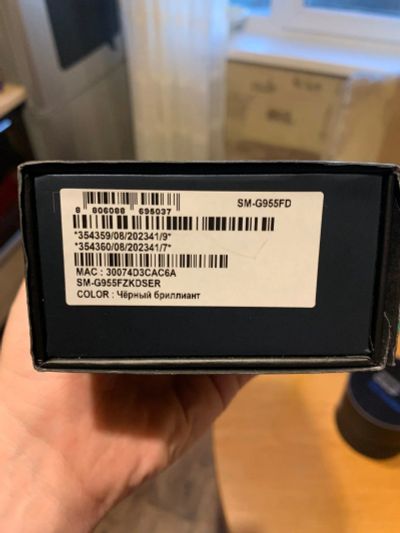 SM-G955FD
8 806088 695037
*354359/08/202341/9*
*354360/08/202341/7*
MAC : 30074D3CAC6A
SM-G955FZKDSER
COLOR : Чёрный бриллиант